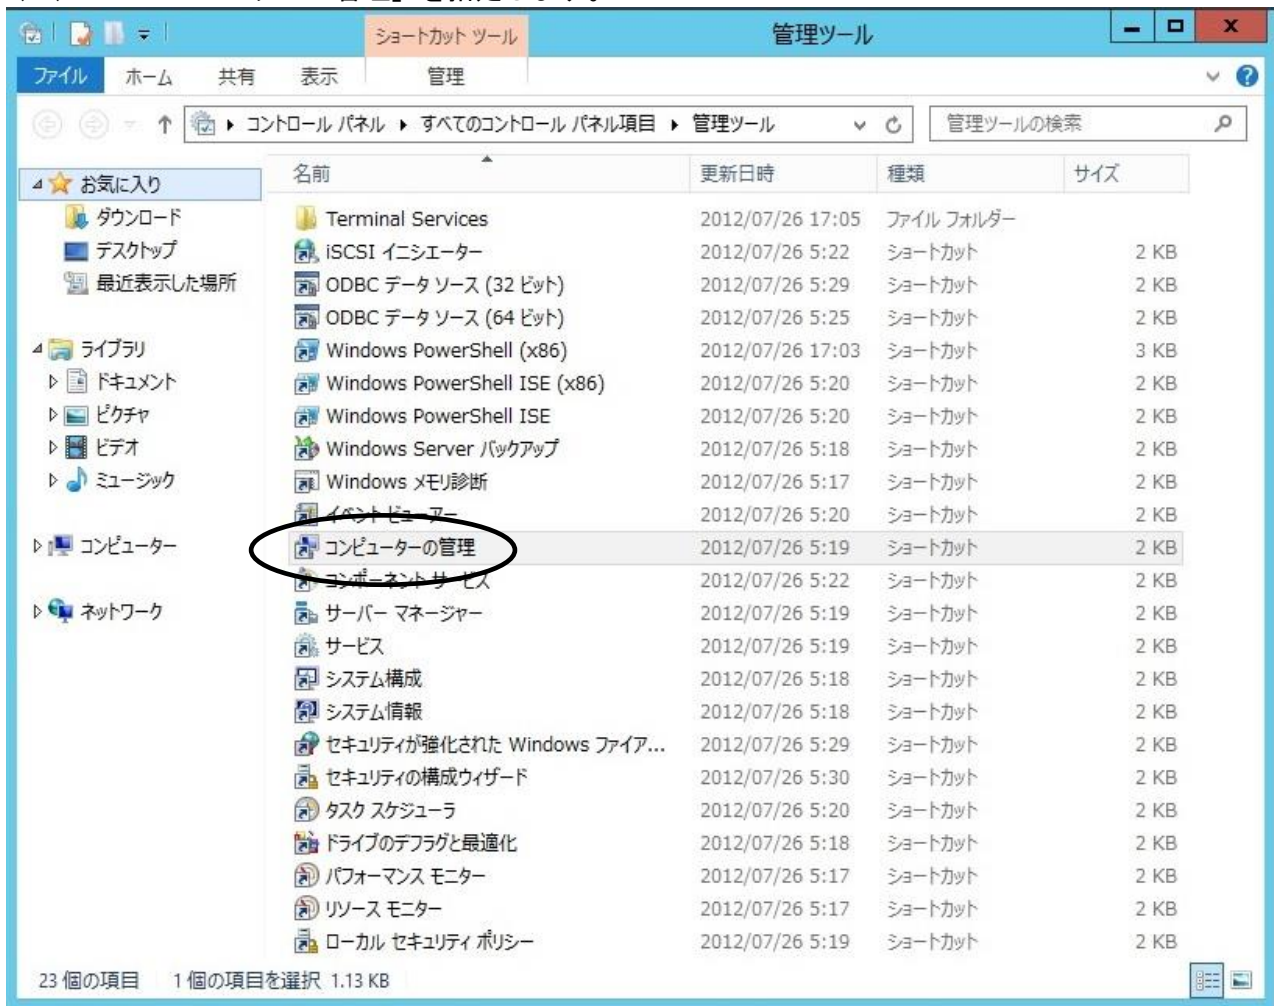 ショートカット ツール 管理ツール
ファイル ホーム 共有 表示 管理
コントロール パネル すべてのコントロール パネル項目 管理ツール 管理ツールの検索
名前 更新日時 種類 サイズ
お気に入り
ダウンロード
デスクトップ
最近表示した場所
ライブラリ
ドキュメント
ピクチャ
ビデオ
ミュージック
コンピューター
ネットワーク
Terminal Services 2012/07/26 17:05 ファイル フォルダー
iSCSI イニシエーター 2012/07/26 5:22 ショートカット 2 KB
ODBC データ ソース (32 ビット) 2012/07/26 5:29 ショートカット 2 KB
ODBC データ ソース (64 ビット) 2012/07/26 5:25 ショートカット 2 KB
Windows PowerShell (x86) 2012/07/26 17:03 ショートカット 3 KB
Windows PowerShell ISE (x86) 2012/07/26 5:20 ショートカット 2 KB
Windows PowerShell ISE 2012/07/26 5:20 ショートカット 2 KB
Windows Server バックアップ 2012/07/26 5:18 ショートカット 2 KB
Windows メモリ診断 2012/07/26 5:17 ショートカット 2 KB
イベント ビューアー 2012/07/26 5:20 ショートカット 2 KB
コンピューターの管理 2012/07/26 5:19 ショートカット 2 KB
コンポーネント サービス 2012/07/26 5:22 ショートカット 2 KB
サーバー マネージャー 2012/07/26 5:19 ショートカット 2 KB
サービス 2012/07/26 5:19 ショートカット 2 KB
システム構成 2012/07/26 5:18 ショートカット 2 KB
システム情報 2012/07/26 5:18 ショートカット 2 KB
セキュリティが強化された Windows ファイア... 2012/07/26 5:29 ショートカット 2 KB
セキュリティの構成ウィザード 2012/07/26 5:30 ショートカット 2 KB
タスク スケジューラ 2012/07/26 5:20 ショートカット 2 KB
ドライブのデフラグと最適化 2012/07/26 5:18 ショートカット 2 KB
パフォーマンス モニター 2012/07/26 5:17 ショートカット 2 KB
リソース モニター 2012/07/26 5:17 ショートカット 2 KB
ローカル セキュリティ ポリシー 2012/07/26 5:19 ショートカット 2 KB
23 個の項目 1 個の項目を選択 1.13 KB